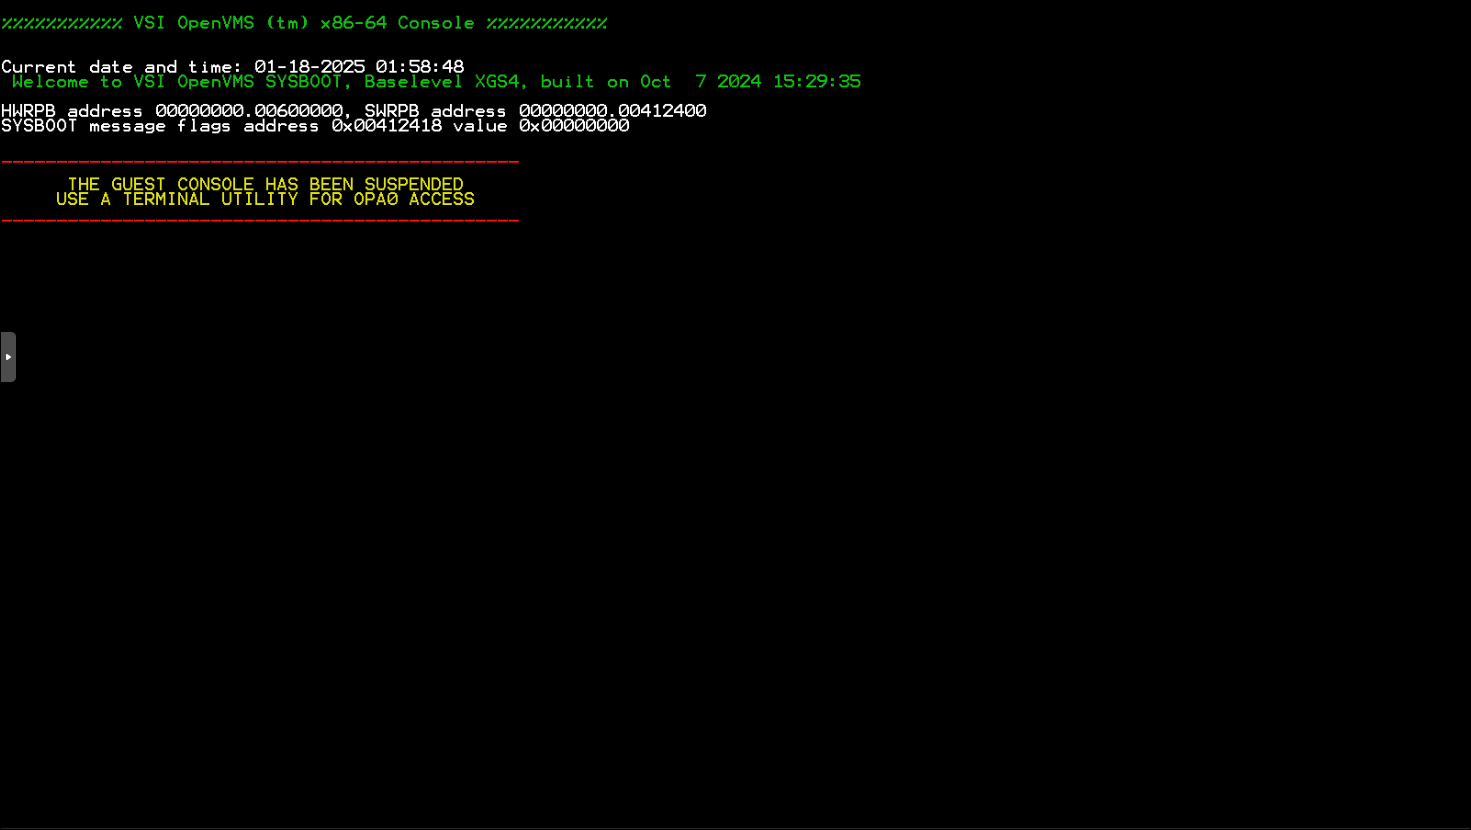 %%%%%%%%%%% VSI OpenVMS (tm) x86-64 Console %%%%%%%%%%%
Current date and time: 01-18-2025 01:58:48
Welcome to VSI OpenVMS SYSBOOT, Baselevel XGS4, built on Oct  7 2024 15:29:35
HWRPB address 00000000.00600000, SWRPB address 00000000.00412400
SYSBOOT message flags address 0x00412418 value 0x00000000
-----------------------------------------------
THE GUEST CONSOLE HAS BEEN SUSPENDED
USE A TERMINAL UTILITY FOR OPA0 ACCESS
-----------------------------------------------